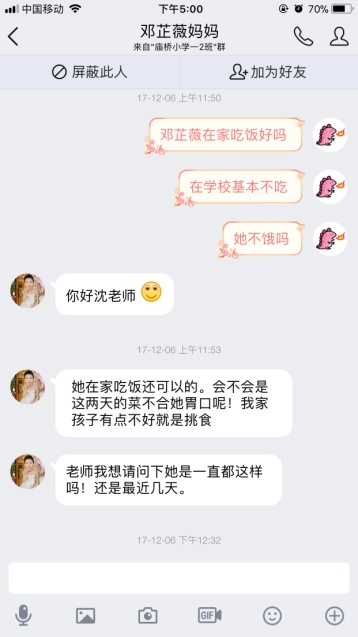 中国移动
下午5:00
70%
邓芷薇妈妈
来自"庙桥小学一2班"群
屏蔽此人
加为好友
17-12-06 上午11:50
邓芷薇在家吃饭好吗
在学校基本不吃
她不饿吗
你好沈老师
17-12-06 上午11:53
她在家吃饭还可以的。会不会是
这两天的菜不合她胃口呢！我家
孩子有点不好就是挑食
老师我想请问下她是一直都这样
吗！还是最近几天。
17-12-06 下午12:32
GIF